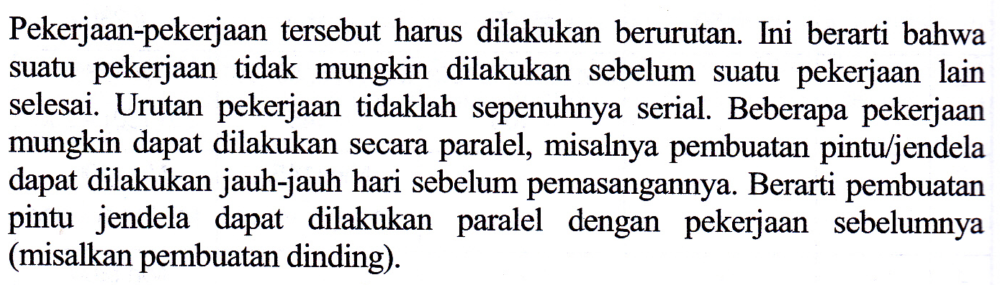 Pekerjaan-pekerjaan tersebut harus dilakukan berurutan. Ini berarti bahwa
suatu pekerjaan tidak mungkin dilakukan sebelum suatu pekerjaan lain
selesai. Urutan pekerjaan tidaklah sepenuhnya serial. Beberapa pekerjaan
mungkin dapat dilakukan secara paralel, misalnya pembuatan pintu/jendela
dapat dilakukan jauh-jauh hari sebelum pemasangannya. Berarti pembuatan
pintu jendela dapat dilakukan paralel dengan pekerjaan sebelumnya
(misalkan pembuatan dinding).